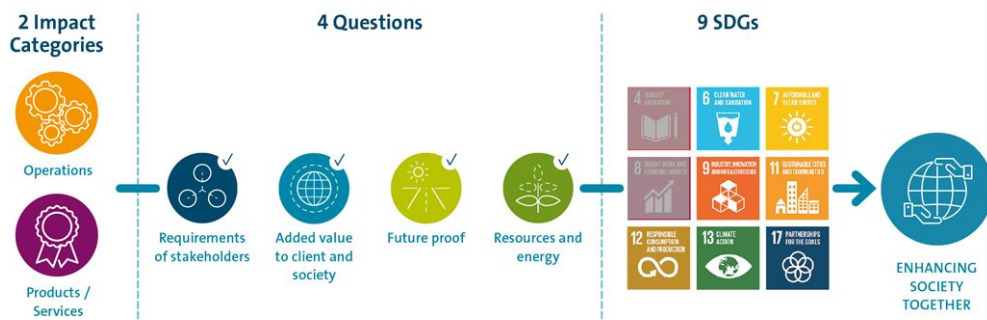 2 Impact
Categories
Operations
Products /
Services
4 Questions
Requirements
of stakeholders
Added value
to client and
society
Future proof
Resources and
energy
9 SDGs
4 QUALITY
EDUCATION
6 CLEAN WATER
AND SANITATION
7 AFFORDABLE AND
CLEAN ENERGY
8 DECENT WORK AND
ECONOMIC GROWTH
9 INDUSTRY, INNOVATION
AND INFRASTRUCTURE
11 SUSTAINABLE CITIES
AND COMMUNITIES
12 RESPONSIBLE
CONSUMPTION
AND PRODUCTION
13 CLIMATE
ACTION
17 PARTNERSHIPS
FOR THE GOALS
ENHANCING
SOCIETY
TOGETHER